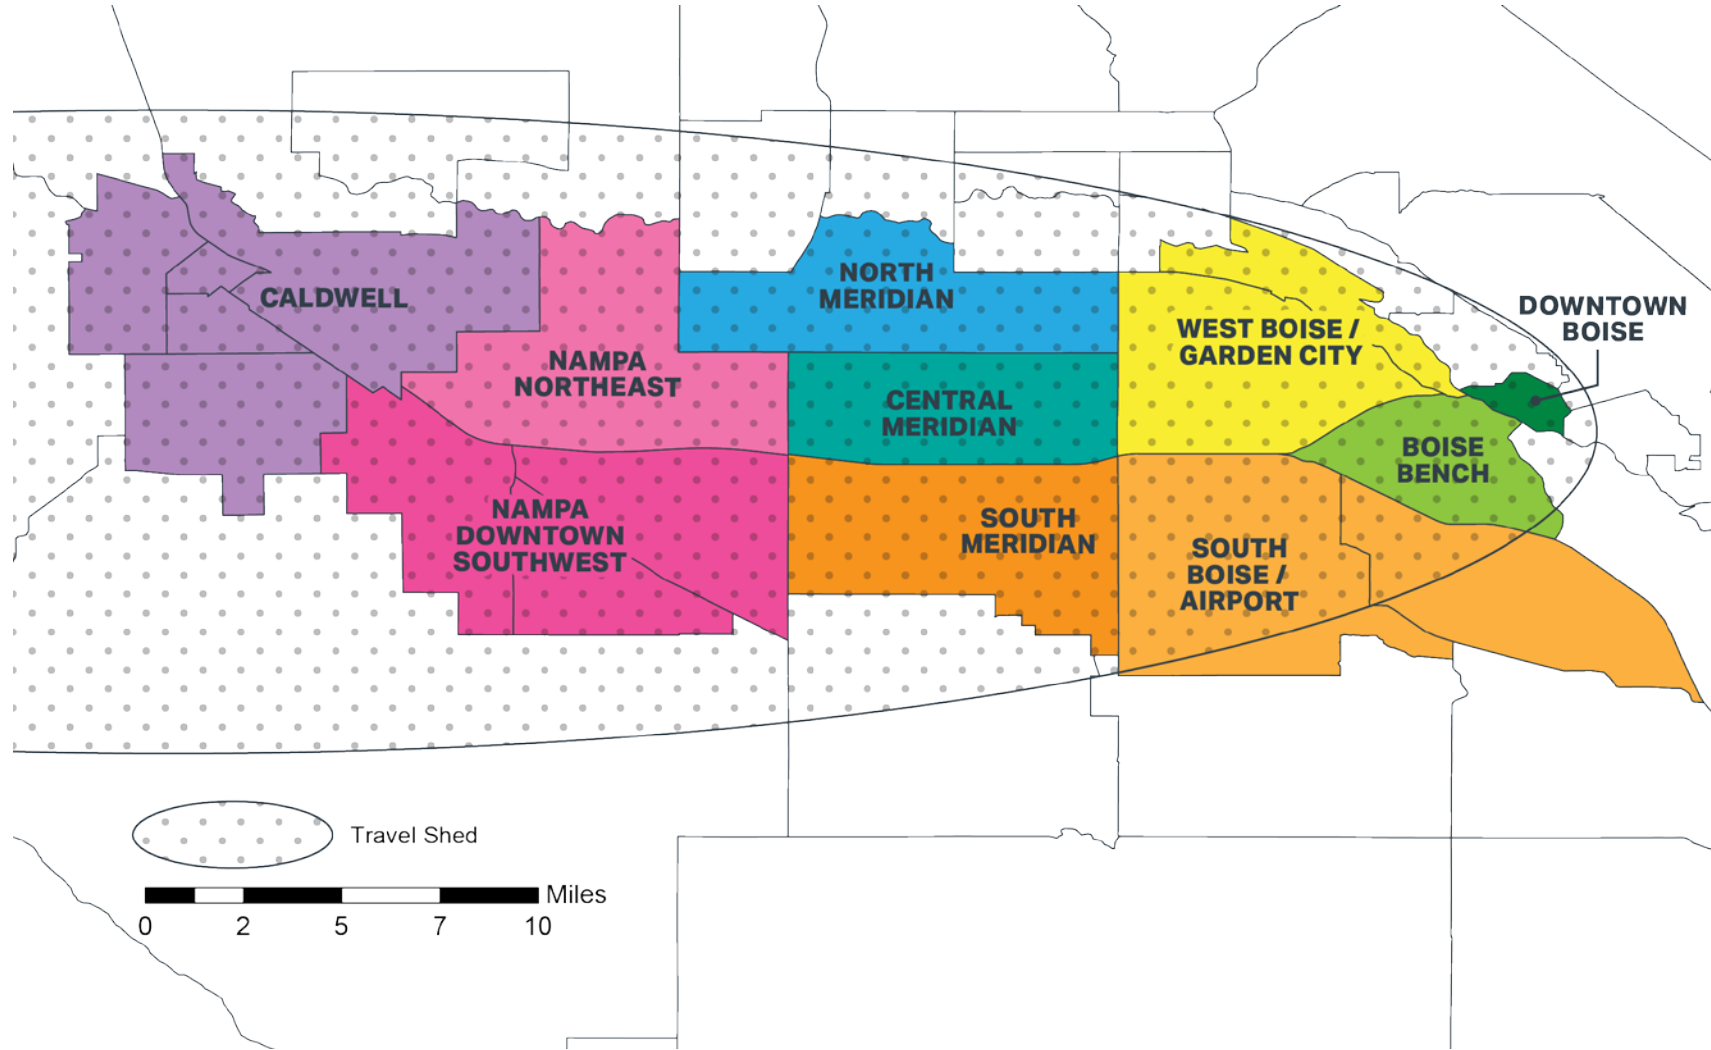 DOWNTOWN
BOISE
NORTH
MERIDIAN
CALDWELL
WEST BOISE /
GARDEN CITY
NAMPA
NORTHEAST
CENTRAL
MERIDIAN
BOISE
BENCH
NAMPA
DOWNTOWN
SOUTHWEST
SOUTH
MERIDIAN
SOUTH
BOISE /
AIRPORT
Travel Shed
Miles
0 2 5 7 10